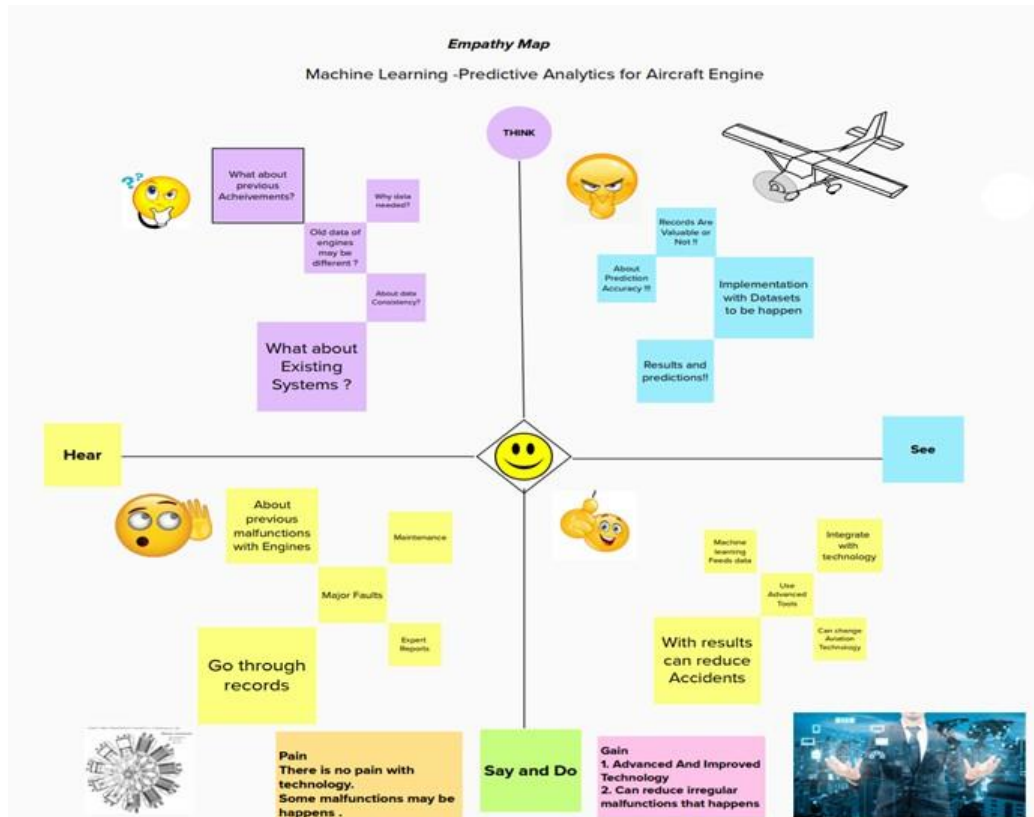 Empathy Map
Machine Learning -Predictive Analytics for Aircraft Engine
THINK
What about
previous
Acheivements?
Why data
needed?
Old data of
engines
may be
different ?
About data
Consistency?
What about
Existing
Systems ?
Records Are
Valuable or
Not !!
About
Prediction
Accuracy !!!
Implementation
with Datasets
to be happen
Results and
predictions!!
Hear
See
About
previous
malfunctions
with Engines
Maintenance
Major Faults
Expert
Reports
Go through
records
Machine
learning
Feeds data
Integrate
with
technology
Use
Advanced
Tools
Can change
Aviation
Technology
With results
can reduce
Accidents
Pain
There is no pain with
technology.
Some malfunctions may be
happens .
Say and Do
Gain
1. Advanced And Improved
Technology
2. Can reduce irregular
malfunctions that happens